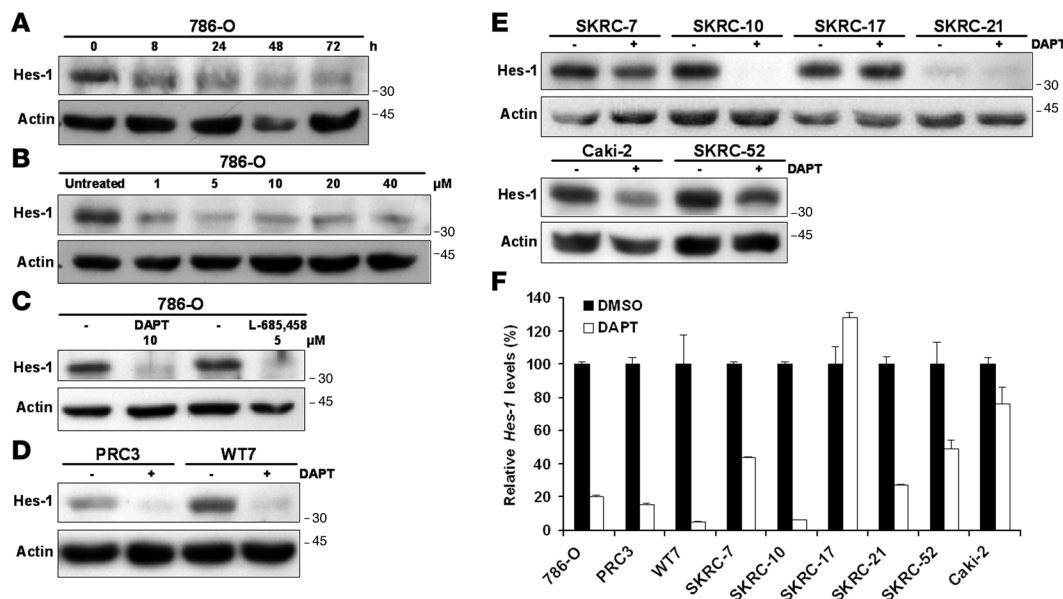 A
786-O
0 8 24 48 72 h
Hes-1
-30
Actin
-45
B
786-O
Untreated 1 5 10 20 40 μM
Hes-1
-30
Actin
-45
C
786-O
- DAPT - L-685,458
10 5 μM
Hes-1
-30
Actin
-45
D
PRC3 WT7
- + - + DAPT
Hes-1
-30
Actin
-45
E
SKRC-7 SKRC-10 SKRC-17 SKRC-21
- + - + - + - + DAPT
Hes-1
-30
Actin
-45
Caki-2 SKRC-52
- + - + DAPT
Hes-1
-30
Actin
-45
F
Relative Hes-1 levels (%)
140
120
100
80
60
40
20
0
DMSO
DAPT
786-O PRC3 WT7 SKRC-7 SKRC-10 SKRC-17 SKRC-21 SKRC-52 Caki-2